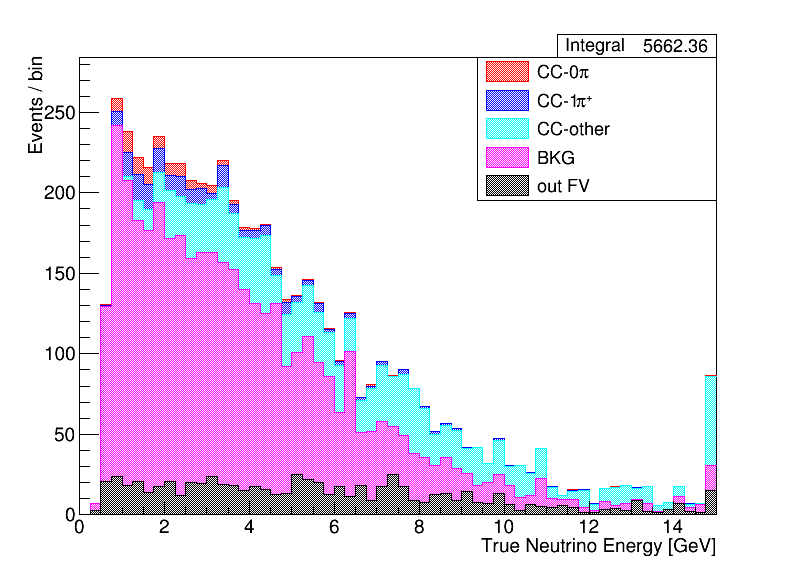 Integral 5662.36
CC-0π
CC-1π⁺
CC-other
BKG
out FV
Events / bin
250
200
150
100
50
0
0 2 4 6 8 10 12 14
True Neutrino Energy [GeV]